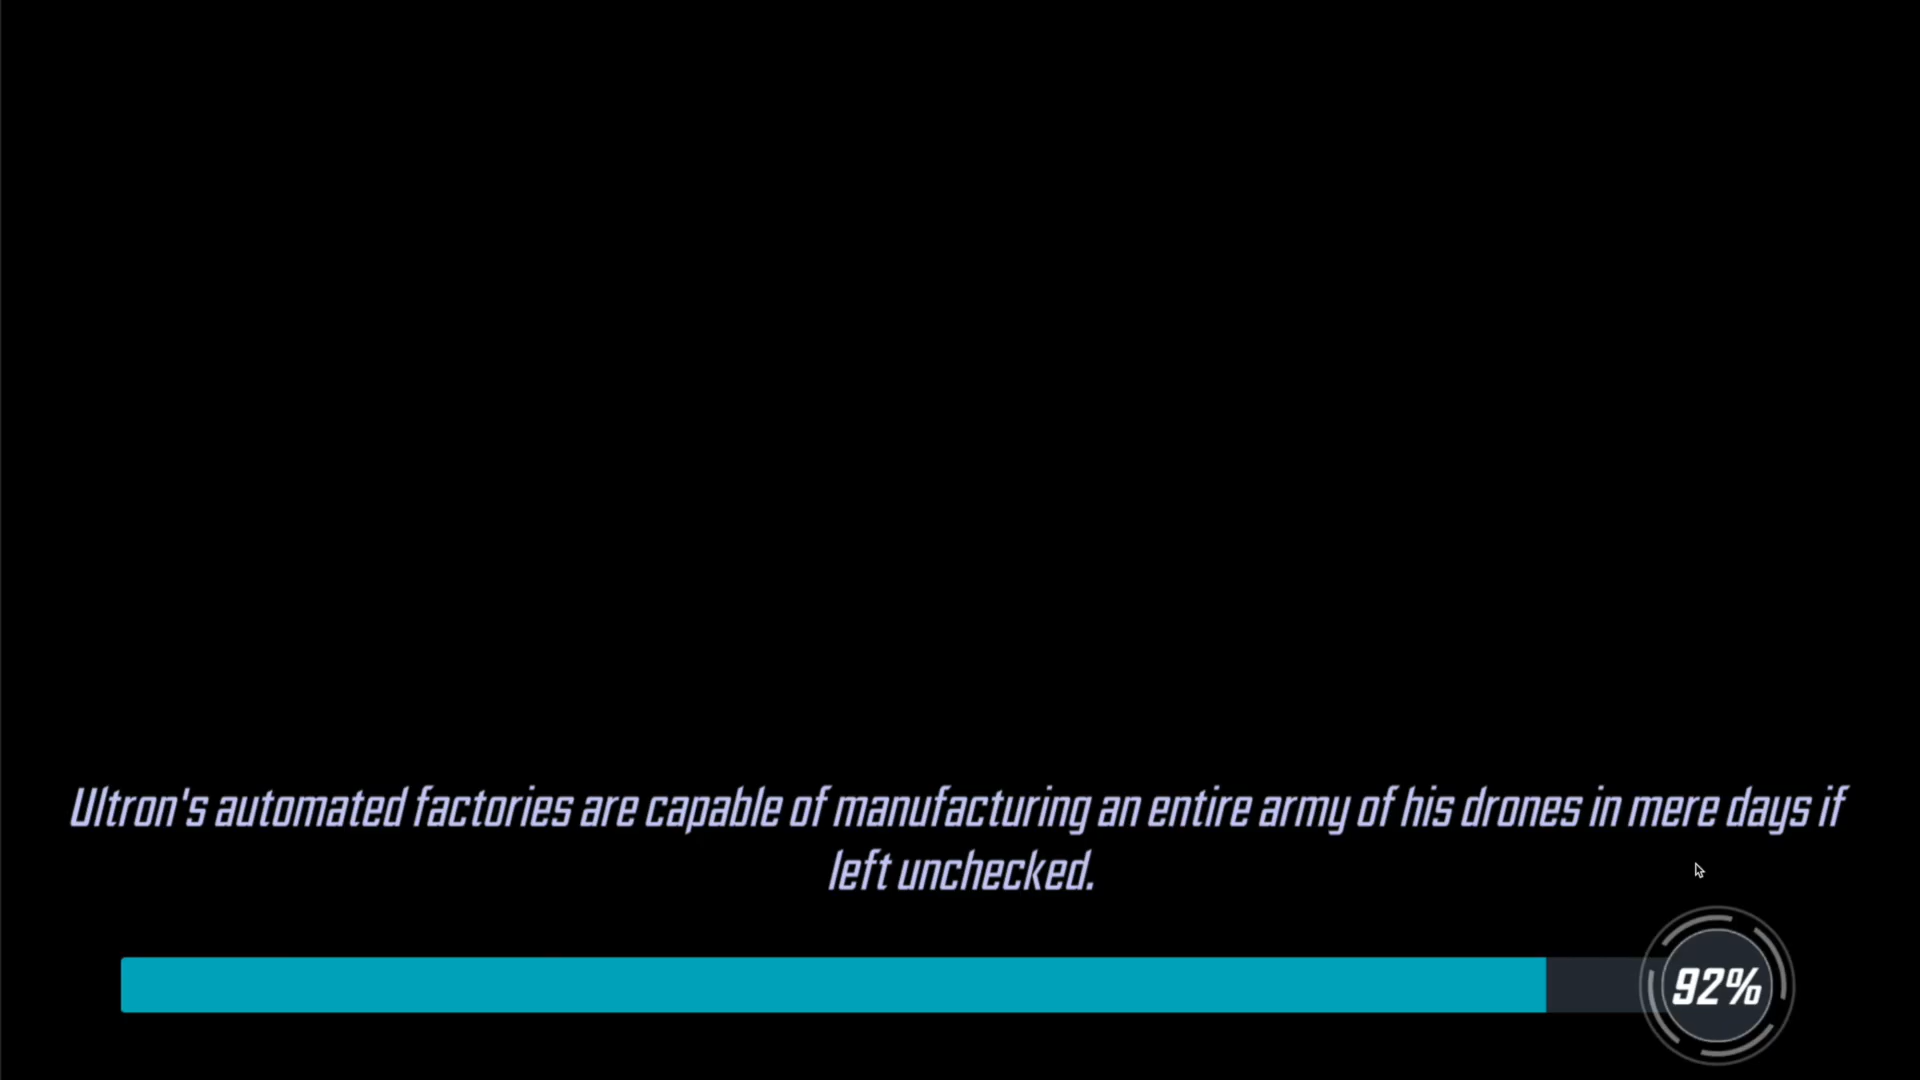 Ultron's automated factories are capable of manufacturing an entire army of his drones in mere days if
left unchecked.
92%